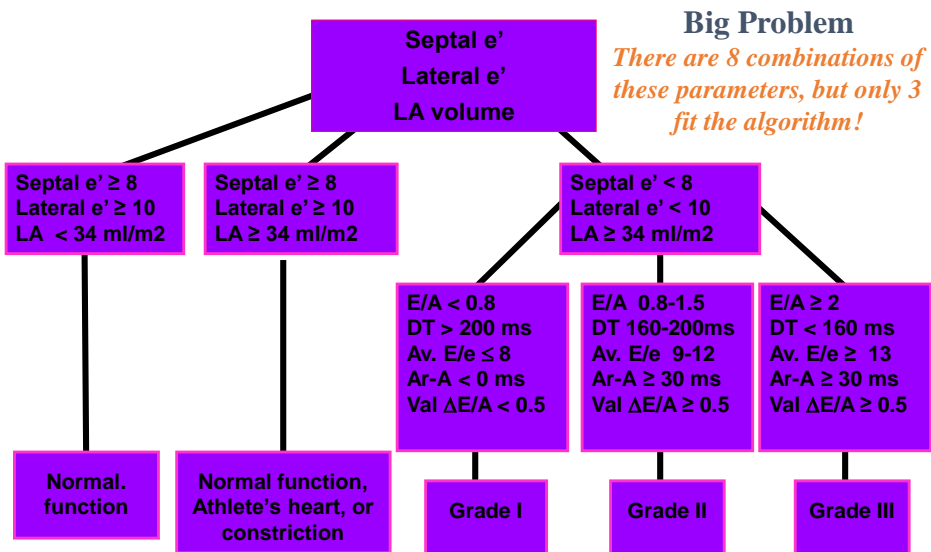 Big Problem
There are 8 combinations of
these parameters, but only 3
fit the algorithm!
Septal e’
Lateral e’
LA volume
Septal e’ ≥ 8
Lateral e’ ≥ 10
LA < 34 ml/m2
Septal e’ ≥ 8
Lateral e’ ≥ 10
LA ≥ 34 ml/m2
Septal e’ < 8
Lateral e’ < 10
LA ≥ 34 ml/m2
E/A < 0.8
DT > 200 ms
Av. E/e ≤ 8
Ar-A < 0 ms
Val ΔE/A < 0.5
E/A 0.8-1.5
DT 160-200ms
Av. E/e 9-12
Ar-A ≥ 30 ms
Val ΔE/A ≥ 0.5
E/A ≥ 2
DT < 160 ms
Av. E/e ≥ 13
Ar-A ≥ 30 ms
Val ΔE/A ≥ 0.5
Normal.
function
Normal function,
Athlete’s heart, or
constriction
Grade I
Grade II
Grade III